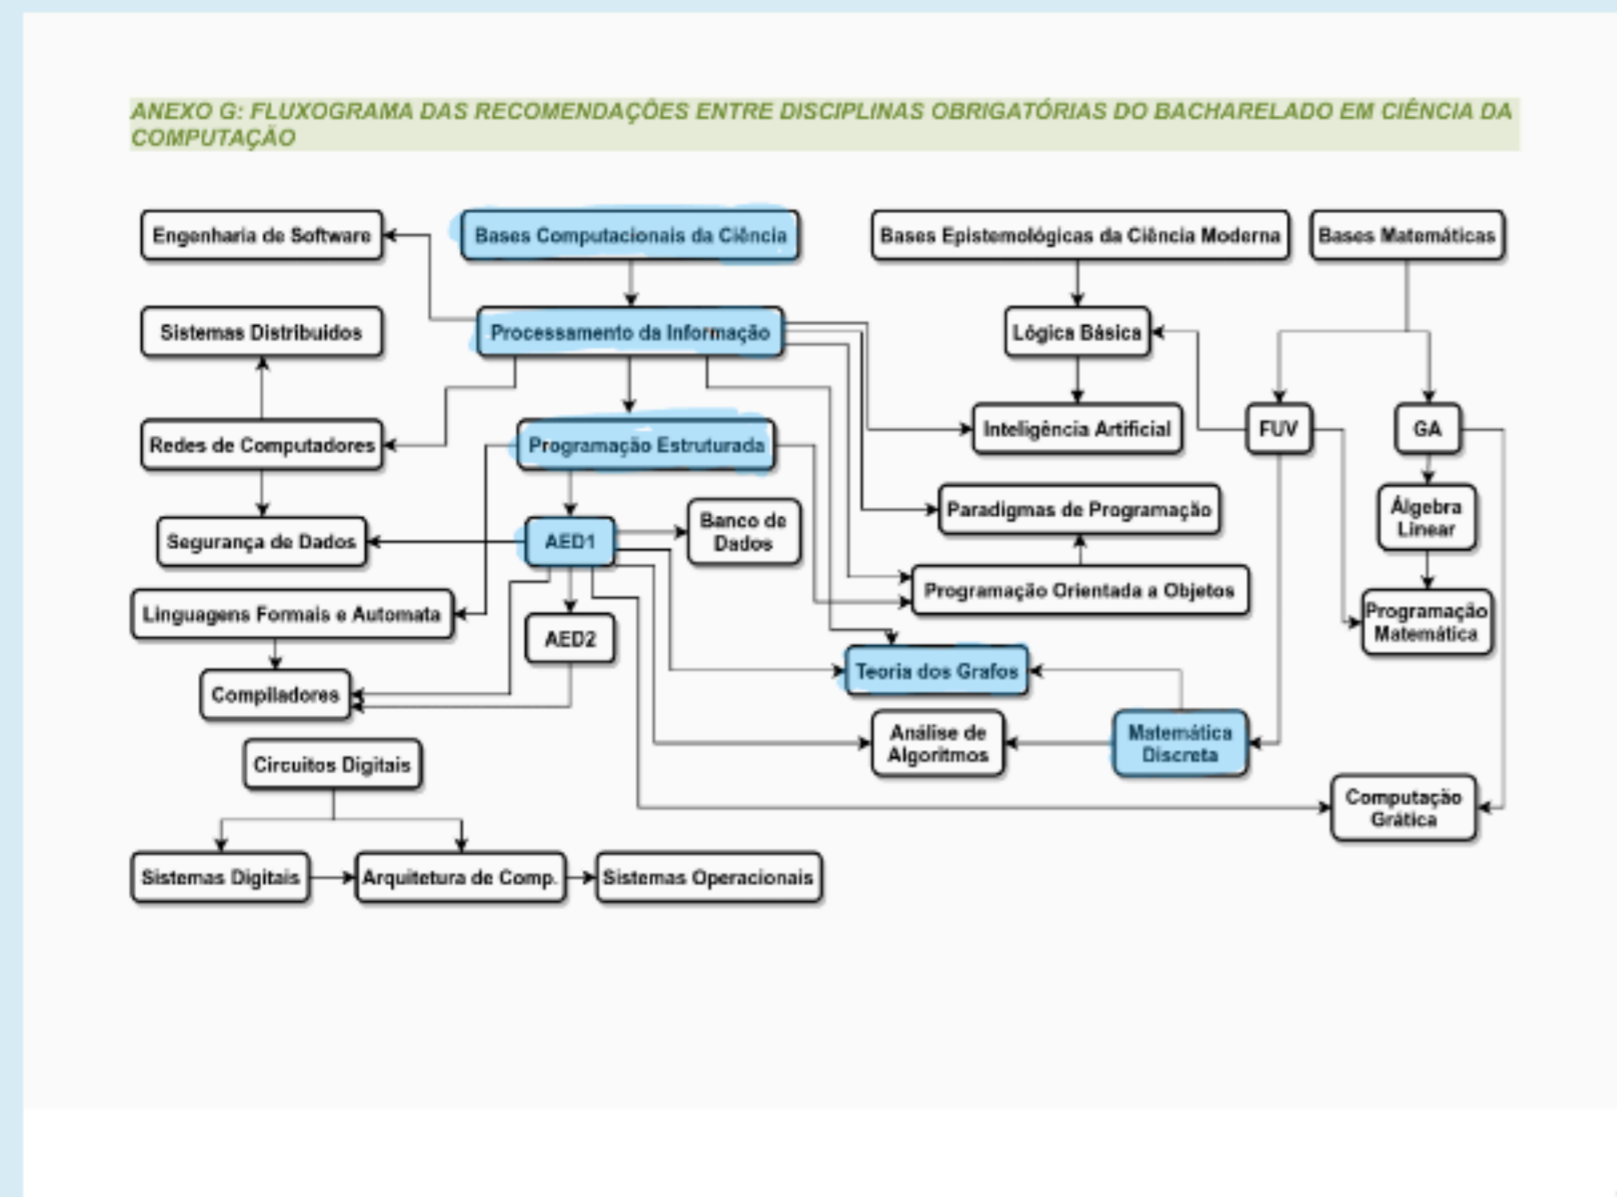 ANEXO G: FLUXOGRAMA DAS RECOMENDAÇÕES ENTRE DISCIPLINAS OBRIGATÓRIAS DO BACHARELADO EM CIÊNCIA DA
COMPUTAÇÃO
Engenharia de Software
Bases Computacionais da Ciência
Bases Epistemológicas da Ciência Moderna
Bases Matemáticas
Sistemas Distribuidos
Processamento da Informação
Lógica Básica
Redes de Computadores
Programação Estruturada
Inteligência Artificial
FUV
GA
Segurança de Dados
AED1
Banco de
Dados
Paradigmas de Programação
Álgebra
Linear
Linguagens Formais e Automata
AED2
Programação Orientada a Objetos
Programação
Matemática
Compiladores
Teoria dos Grafos
Circuitos Digitais
Análise de
Algoritmos
Matemática
Discreta
Computação
Grática
Sistemas Digitais
Arquitetura de Comp.
Sistemas Operacionais